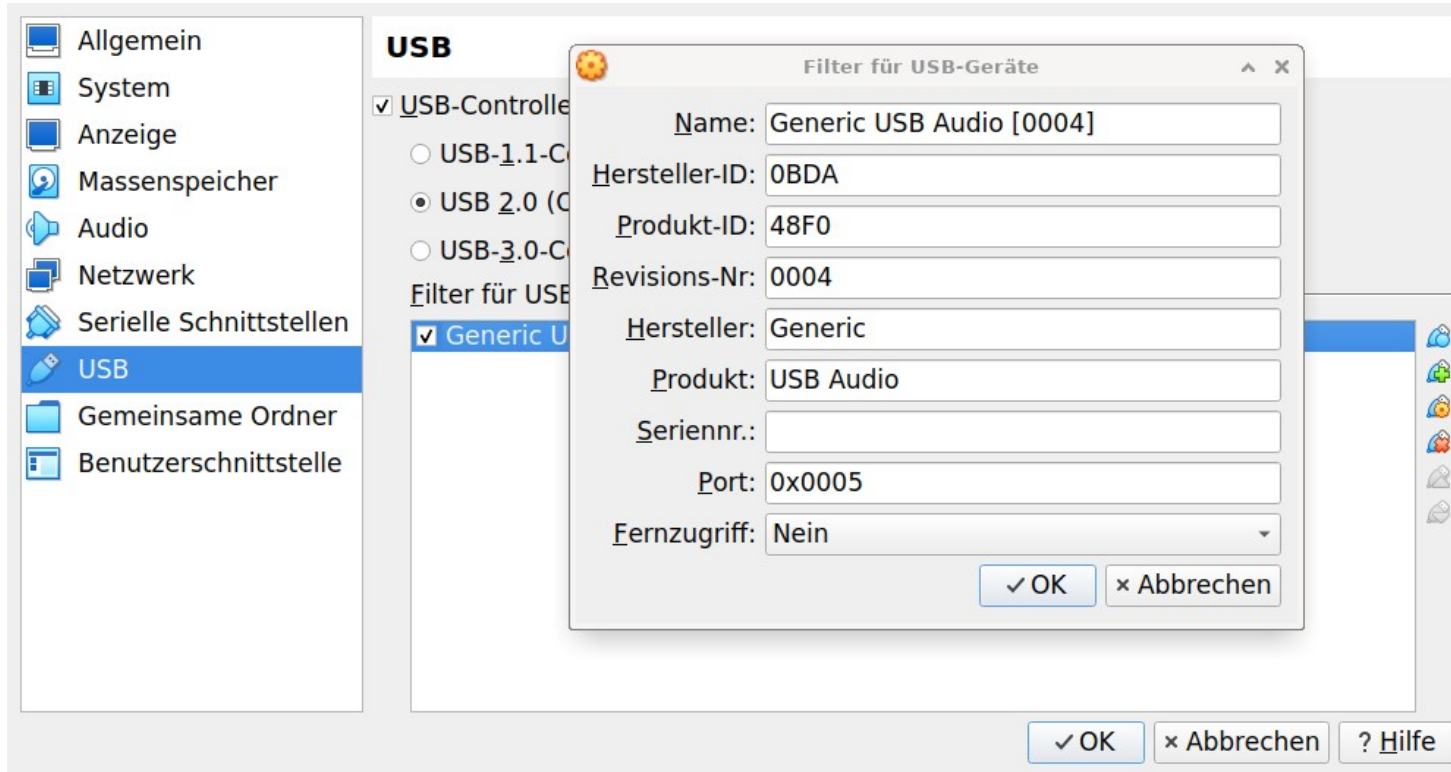 Allgemein
System
Anzeige
Massenspeicher
Audio
Netzwerk
Serielle Schnittstellen
USB
Gemeinsame Ordner
Benutzerschnittstelle
USB
USB-Controlle
USB-1.1-C
USB 2.0 (
USB-3.0-C
Filter für USB
Generic U
Filter für USB-Geräte
Name: Generic USB Audio [0004]
Hersteller-ID: 0BDA
Produkt-ID: 48F0
Revisions-Nr: 0004
Hersteller: Generic
Produkt: USB Audio
Seriennr.:
Port: 0x0005
Fernzugriff: Nein
OK Abbrechen
OK Abbrechen ? Hilfe